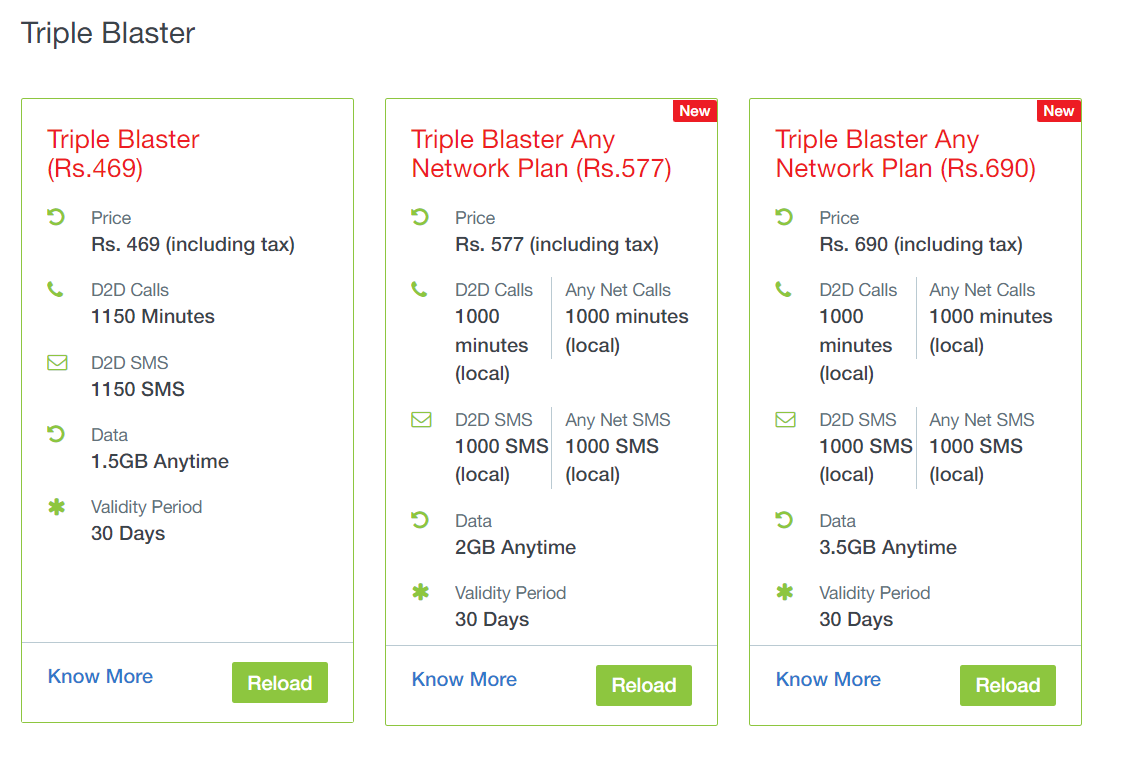 Triple Blaster
Triple Blaster
(Rs.469)
Price
Rs. 469 (including tax)
D2D Calls
1150 Minutes
D2D SMS
1150 SMS
Data
1.5GB Anytime
Validity Period
30 Days
Know More
Reload
New
Triple Blaster Any
Network Plan (Rs.577)
Price
Rs. 577 (including tax)
D2D Calls
1000
minutes
(local)
Any Net Calls
1000 minutes
(local)
D2D SMS
1000 SMS
(local)
Any Net SMS
1000 SMS
(local)
Data
2GB Anytime
Validity Period
30 Days
Know More
Reload
New
Triple Blaster Any
Network Plan (Rs.690)
Price
Rs. 690 (including tax)
D2D Calls
1000
minutes
(local)
Any Net Calls
1000 minutes
(local)
D2D SMS
1000 SMS
(local)
Any Net SMS
1000 SMS
(local)
Data
3.5GB Anytime
Validity Period
30 Days
Know More
Reload